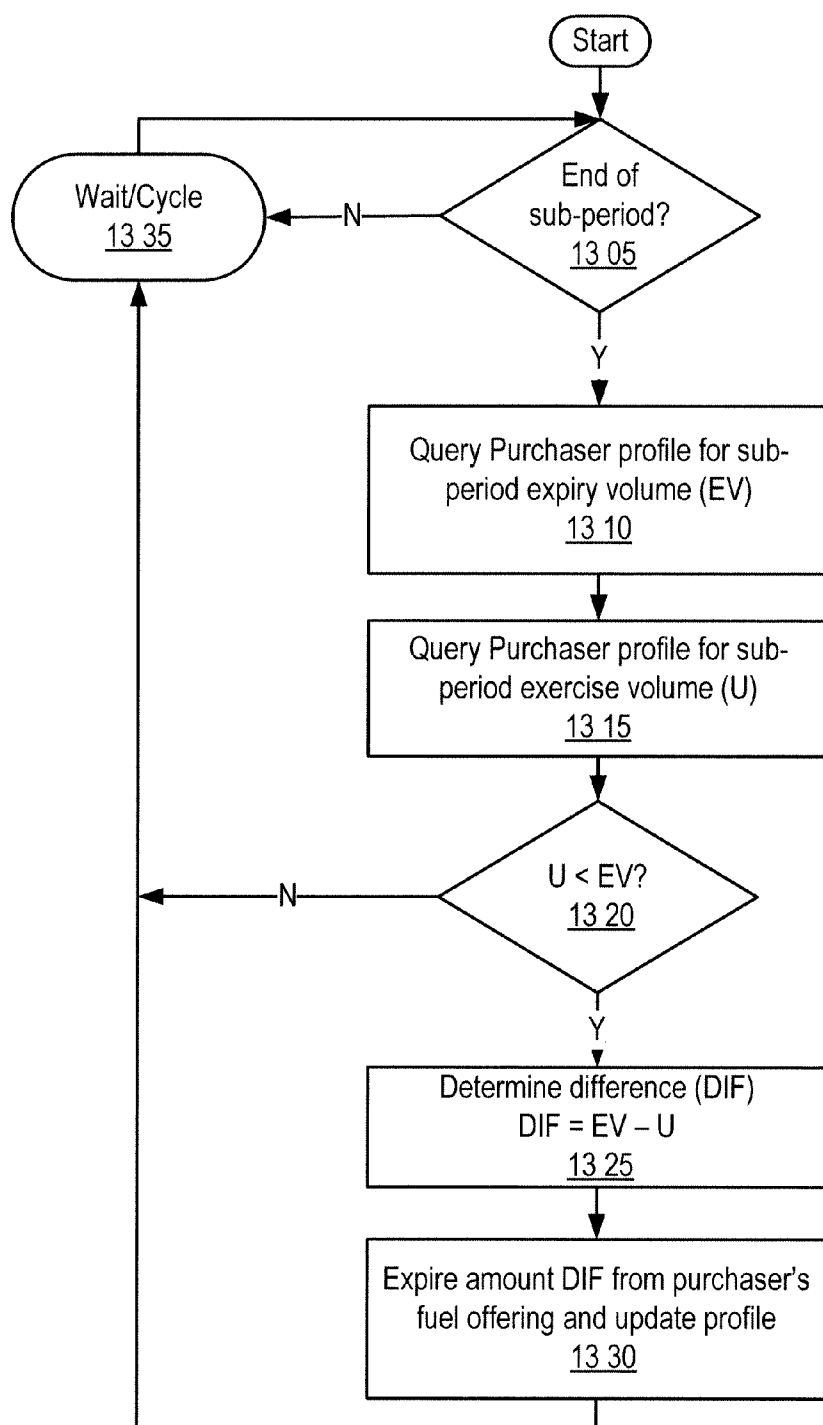 Start
End of
sub-period?
13 05
Wait/Cycle
13 35
N
Y
Query Purchaser profile for sub-
period expiry volume (EV)
13 10
Query Purchaser profile for sub-
period exercise volume (U)
13 15
U < EV?
13 20
N
Y
Determine difference (DIF)
DIF = EV – U
13 25
Expire amount DIF from purchaser's
fuel offering and update profile
13 30